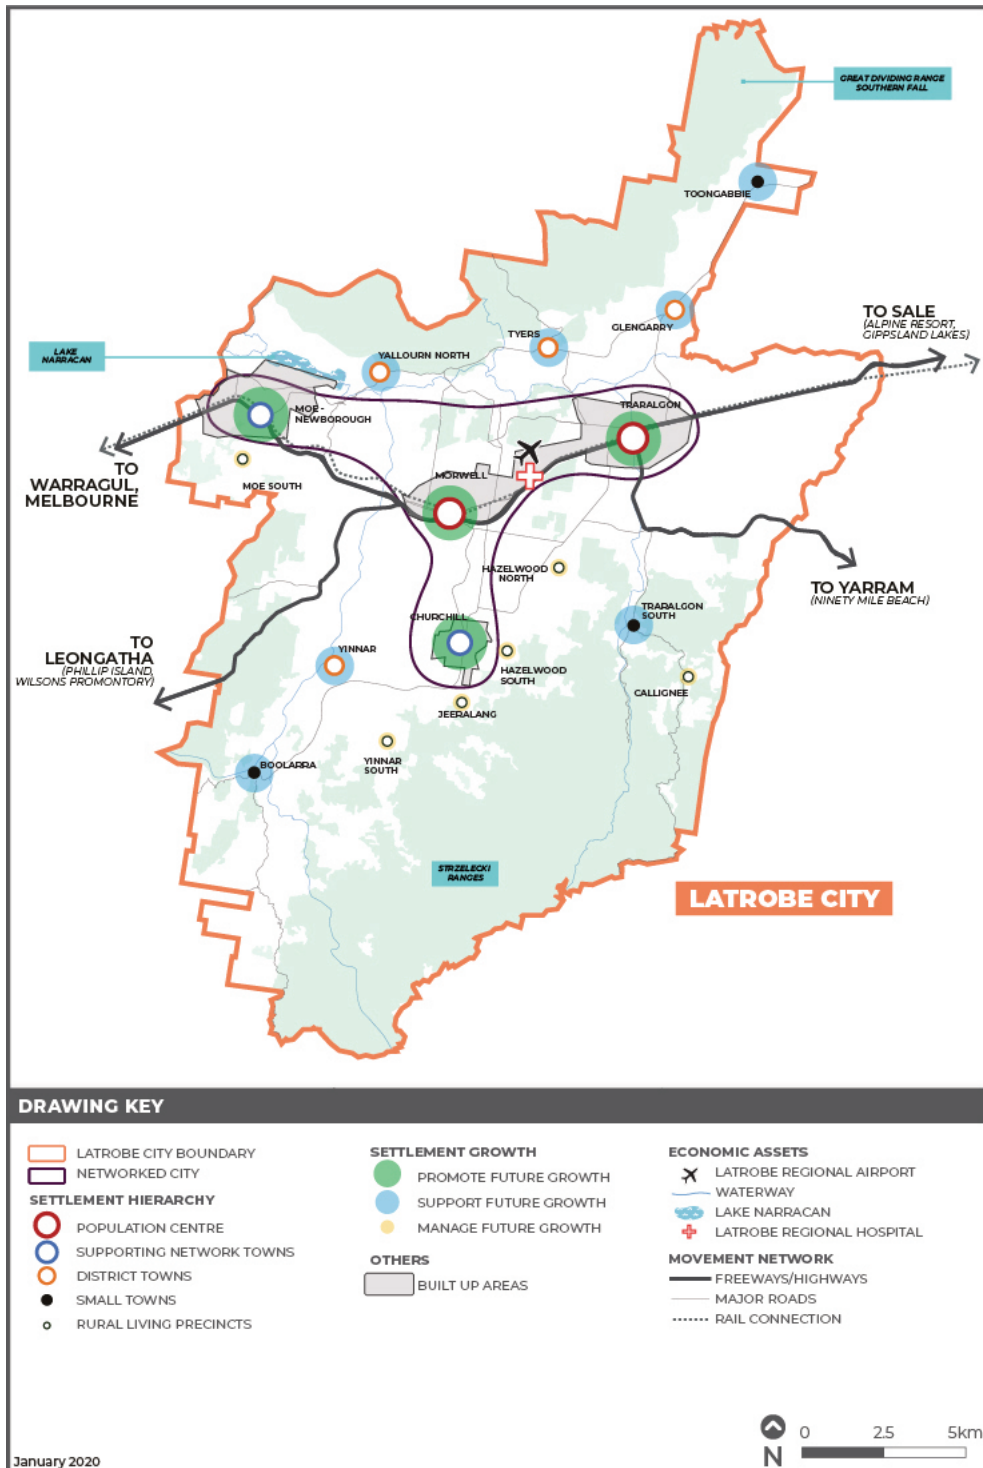 GREAT DIVIDING RANGE
SOUTHERN FALL
TOONGABBIE
TO SALE
(ALPINE RESORT,
GIPPSLAND LAKES)
GLENGARRY
TYERS
LAKE
NARRACAN
YALLOURN NORTH
MOE -
NEWBOROUGH
TRARALGON
TO
WARRAGUL,
MELBOURNE
MOE SOUTH
MORWELL
HAZELWOOD
NORTH
TO YARRAM
(NINETY MILE BEACH)
TRARALGON
SOUTH
CHURCHILL
TO
LEONGATHA
(PHILLIP ISLAND,
WILSONS PROMONTORY)
YINNAR
HAZELWOOD
SOUTH
CALLIGNEE
JEERALANG
YINNAR
SOUTH
BOOLARRA
STRZELECKI
RANGES
LATROBE CITY
DRAWING KEY
LATROBE CITY BOUNDARY
NETWORKED CITY
SETTLEMENT HIERARCHY
POPULATION CENTRE
SUPPORTING NETWORK TOWNS
DISTRICT TOWNS
SMALL TOWNS
RURAL LIVING PRECINCTS
SETTLEMENT GROWTH
PROMOTE FUTURE GROWTH
SUPPORT FUTURE GROWTH
MANAGE FUTURE GROWTH
OTHERS
BUILT UP AREAS
ECONOMIC ASSETS
LATROBE REGIONAL AIRPORT
WATERWAY
LAKE NARRACAN
LATROBE REGIONAL HOSPITAL
MOVEMENT NETWORK
FREEWAYS/HIGHWAYS
MAJOR ROADS
RAIL CONNECTION
N
0 2.5 5km
January 2020